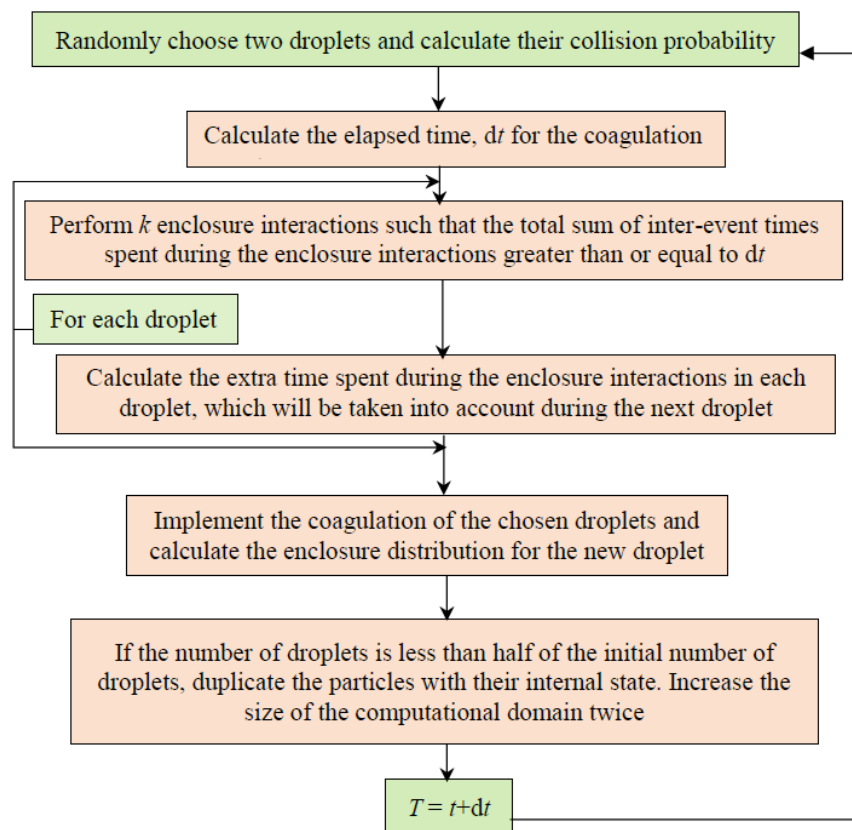 Randomly choose two droplets and calculate their collision probability
Calculate the elapsed time, dt for the coagulation
Perform k enclosure interactions such that the total sum of inter-event times
spent during the enclosure interactions greater than or equal to dt
For each droplet
Calculate the extra time spent during the enclosure interactions in each
droplet, which will be taken into account during the next droplet
Implement the coagulation of the chosen droplets and
calculate the enclosure distribution for the new droplet
If the number of droplets is less than half of the initial number of
droplets, duplicate the particles with their internal state. Increase the
size of the computational domain twice
T = t+dt